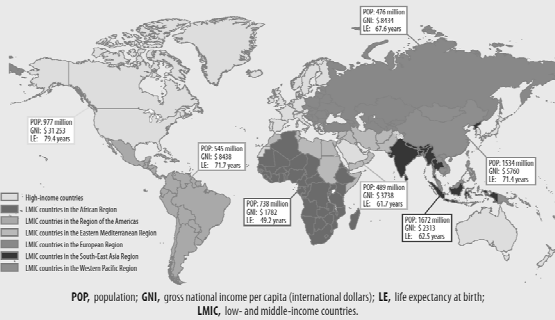 POP: 476 million
GNI: $ 8434
LE: 67.6 years
POP: 977 million
GNI: $ 31 253
LE: 79.4 years
POP: 545 million
GNI: $ 8438
LE: 71.7 years
POP: 738 million
GNI: $ 1782
LE: 49.2 years
POP: 489 million
GNI: $ 3738
LE: 61.7 years
POP: 1534 million
GNI: $ 5760
LE: 71.4 years
POP: 1672 million
GNI: $ 2313
LE: 62.5 years
High-income countries
LMIC countries in the African Region
LMIC countries in the Region of the Americas
LMIC countries in the Eastern Mediterranean Region
LMIC countries in the European Region
LMIC countries in the South-East Asia Region
LMIC countries in the Western Pacific Region
POP, population; GNI, gross national income per capita (international dollars); LE, life expectancy at birth;
LMIC, low- and middle-income countries.